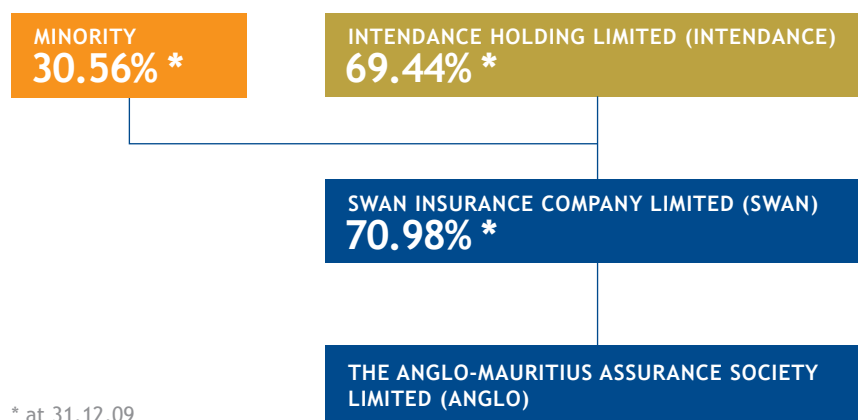 MINORITY
30.56% *
INTENDANCE HOLDING LIMITED (INTENDANCE)
69.44% *
SWAN INSURANCE COMPANY LIMITED (SWAN)
70.98% *
THE ANGLO-MAURITIUS ASSURANCE SOCIETY
LIMITED (ANGLO)
* at 31.12.09